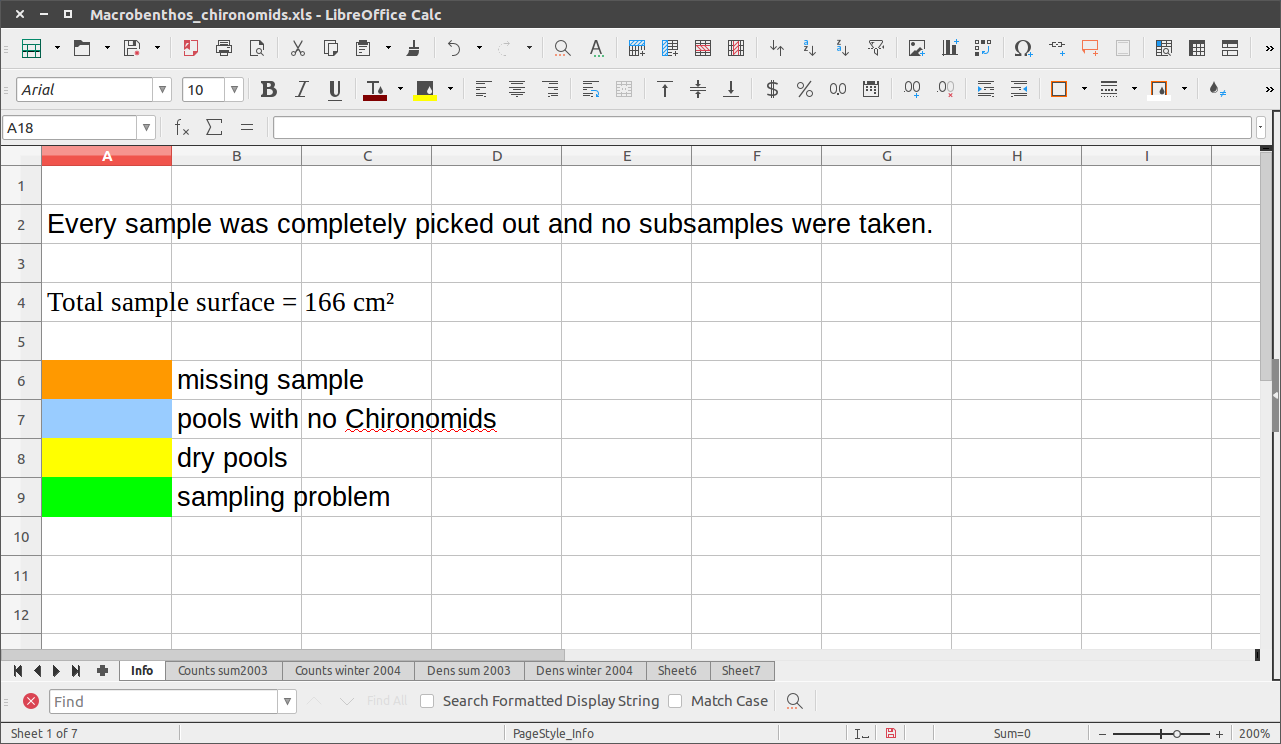 Macrobenthos_chironomids.xls - LibreOffice Calc
Arial 10
A18
A B C D E F G H I
1
2 Every sample was completely picked out and no subsamples were taken.
3
4 Total sample surface = 166 cm²
5
6 missing sample
7 pools with no Chironomids
8 dry pools
9 sampling problem
10
11
12
Info Counts sum2003 Counts winter 2004 Dens sum 2003 Dens winter 2004 Sheet6 Sheet7
Find Find All Search Formatted Display String Match Case
Sheet 1 of 7 PageStyle_Info Sum=0 200%